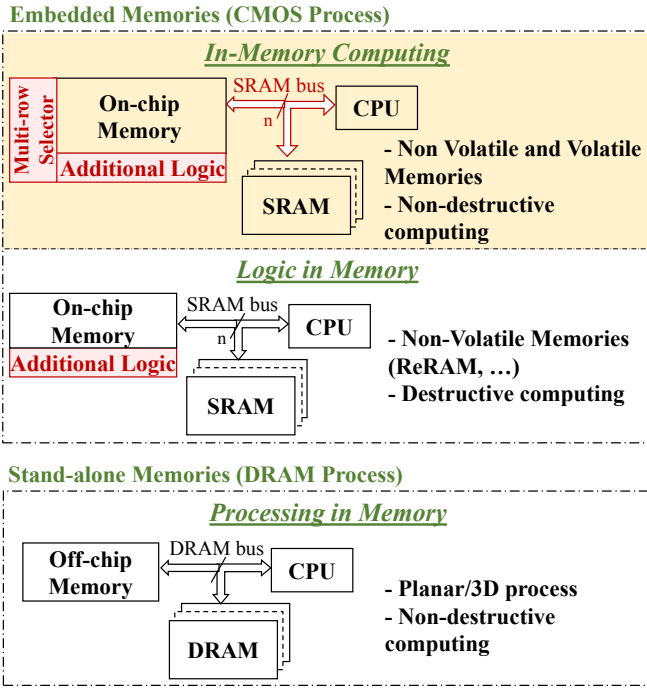 Embedded Memories (CMOS Process)
In-Memory Computing
Multi-row
Selector
On-chip
Memory
Additional Logic
SRAM bus
n
CPU
SRAM
- Non Volatile and Volatile
Memories
- Non-destructive
computing
Logic in Memory
On-chip
Memory
Additional Logic
SRAM bus
n
CPU
SRAM
- Non-Volatile Memories
(ReRAM, …)
- Destructive computing
Stand-alone Memories (DRAM Process)
Processing in Memory
Off-chip
Memory
DRAM bus
CPU
DRAM
- Planar/3D process
- Non-destructive
computing